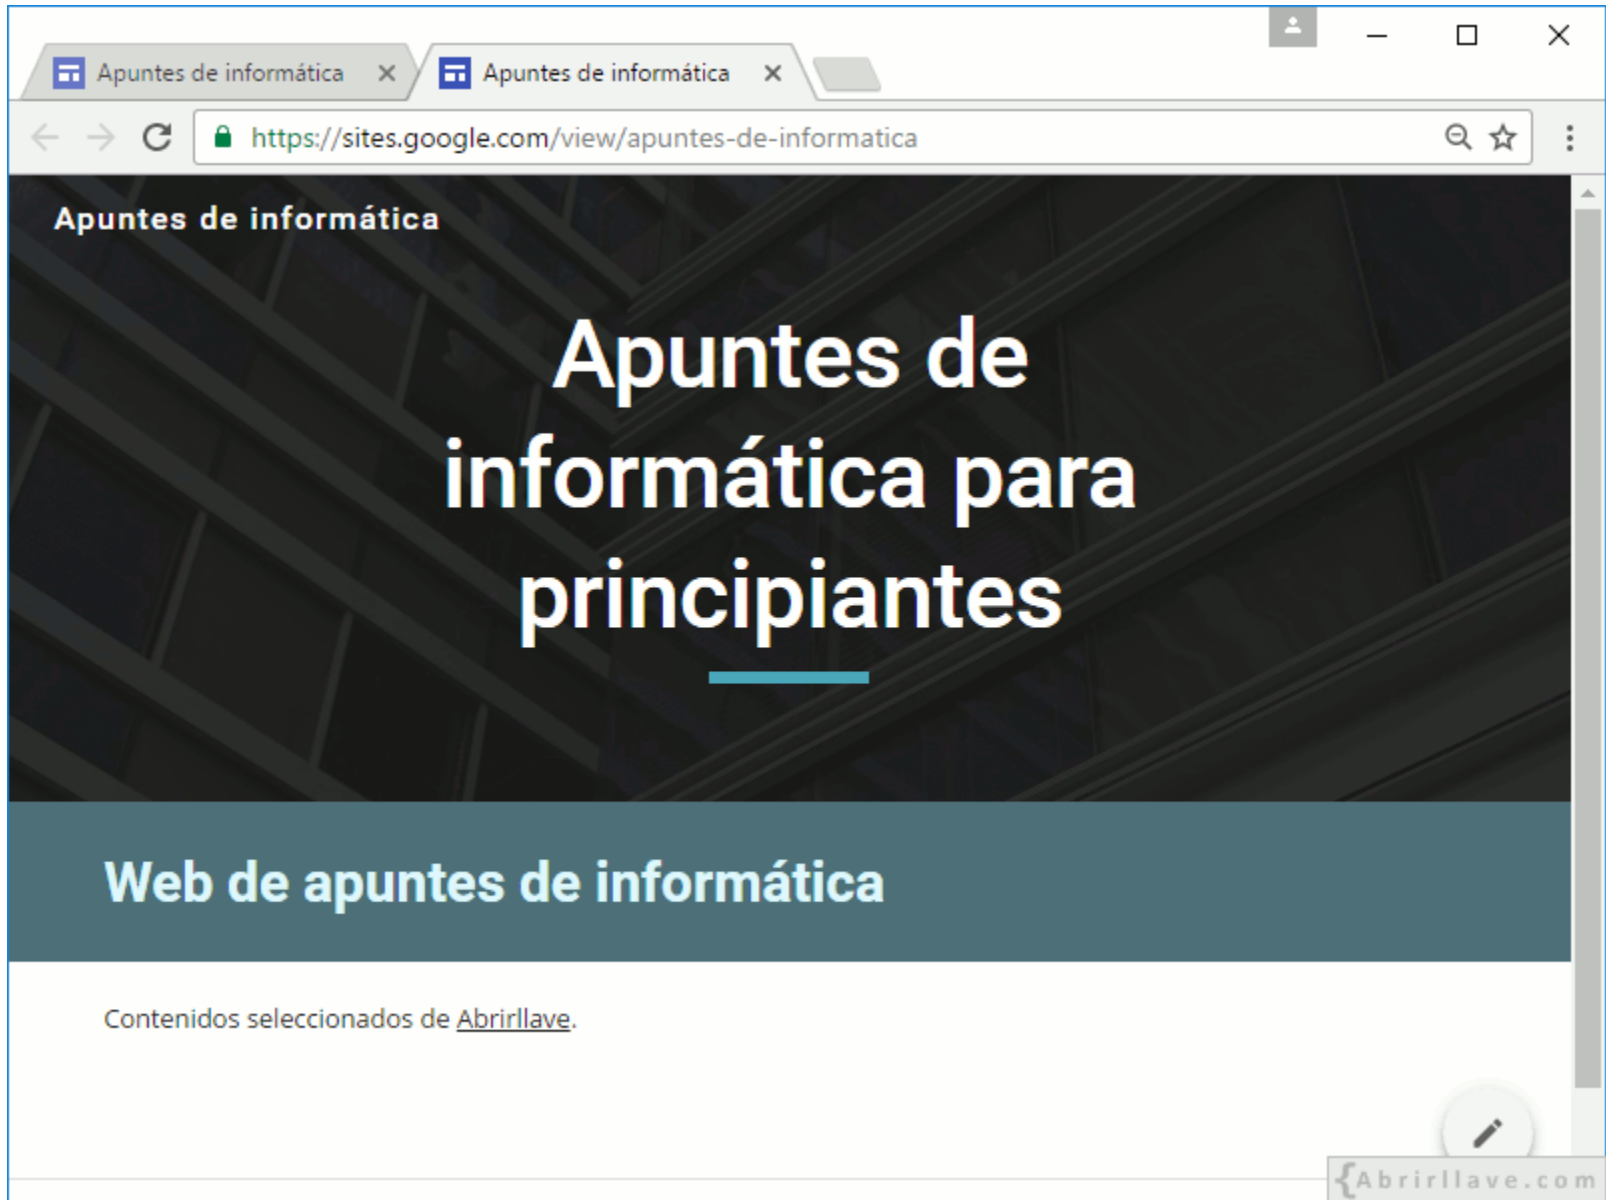 Apuntes de informática
Apuntes de informática
https://sites.google.com/view/apuntes-de-informatica
Apuntes de informática
Apuntes de
informática para
principiantes
Web de apuntes de informática
Contenidos seleccionados de Abrirllave.
{Abrirllave.com